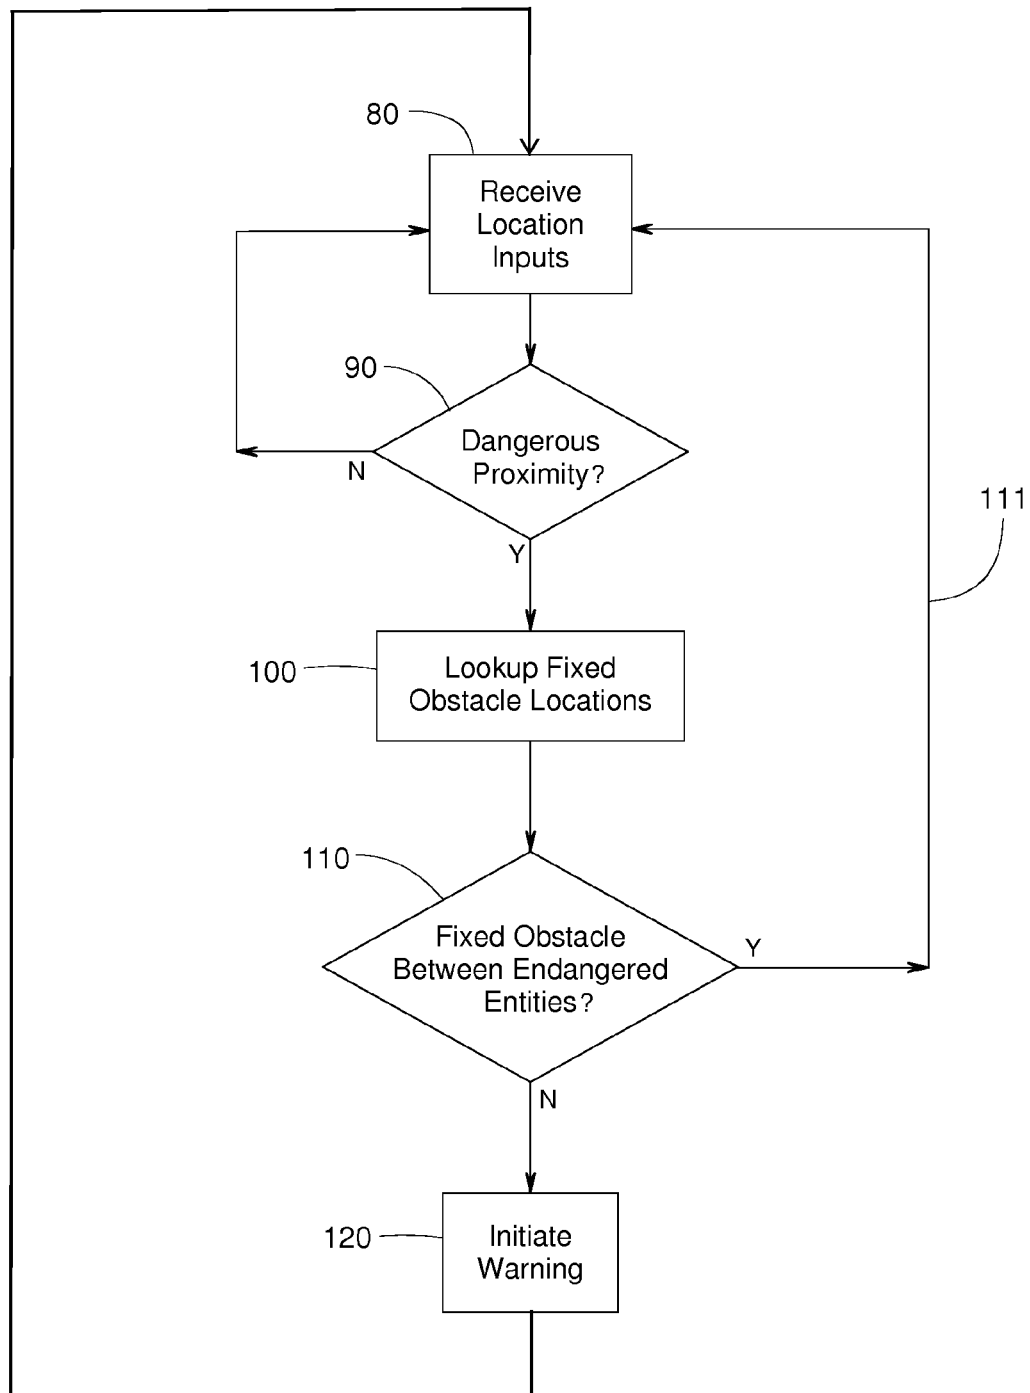 80
Receive
Location
Inputs
90
Dangerous
Proximity?
N
Y
111
100
Lookup Fixed
Obstacle Locations
110
Fixed Obstacle
Between Endangered
Entities?
Y
N
120
Initiate
Warning